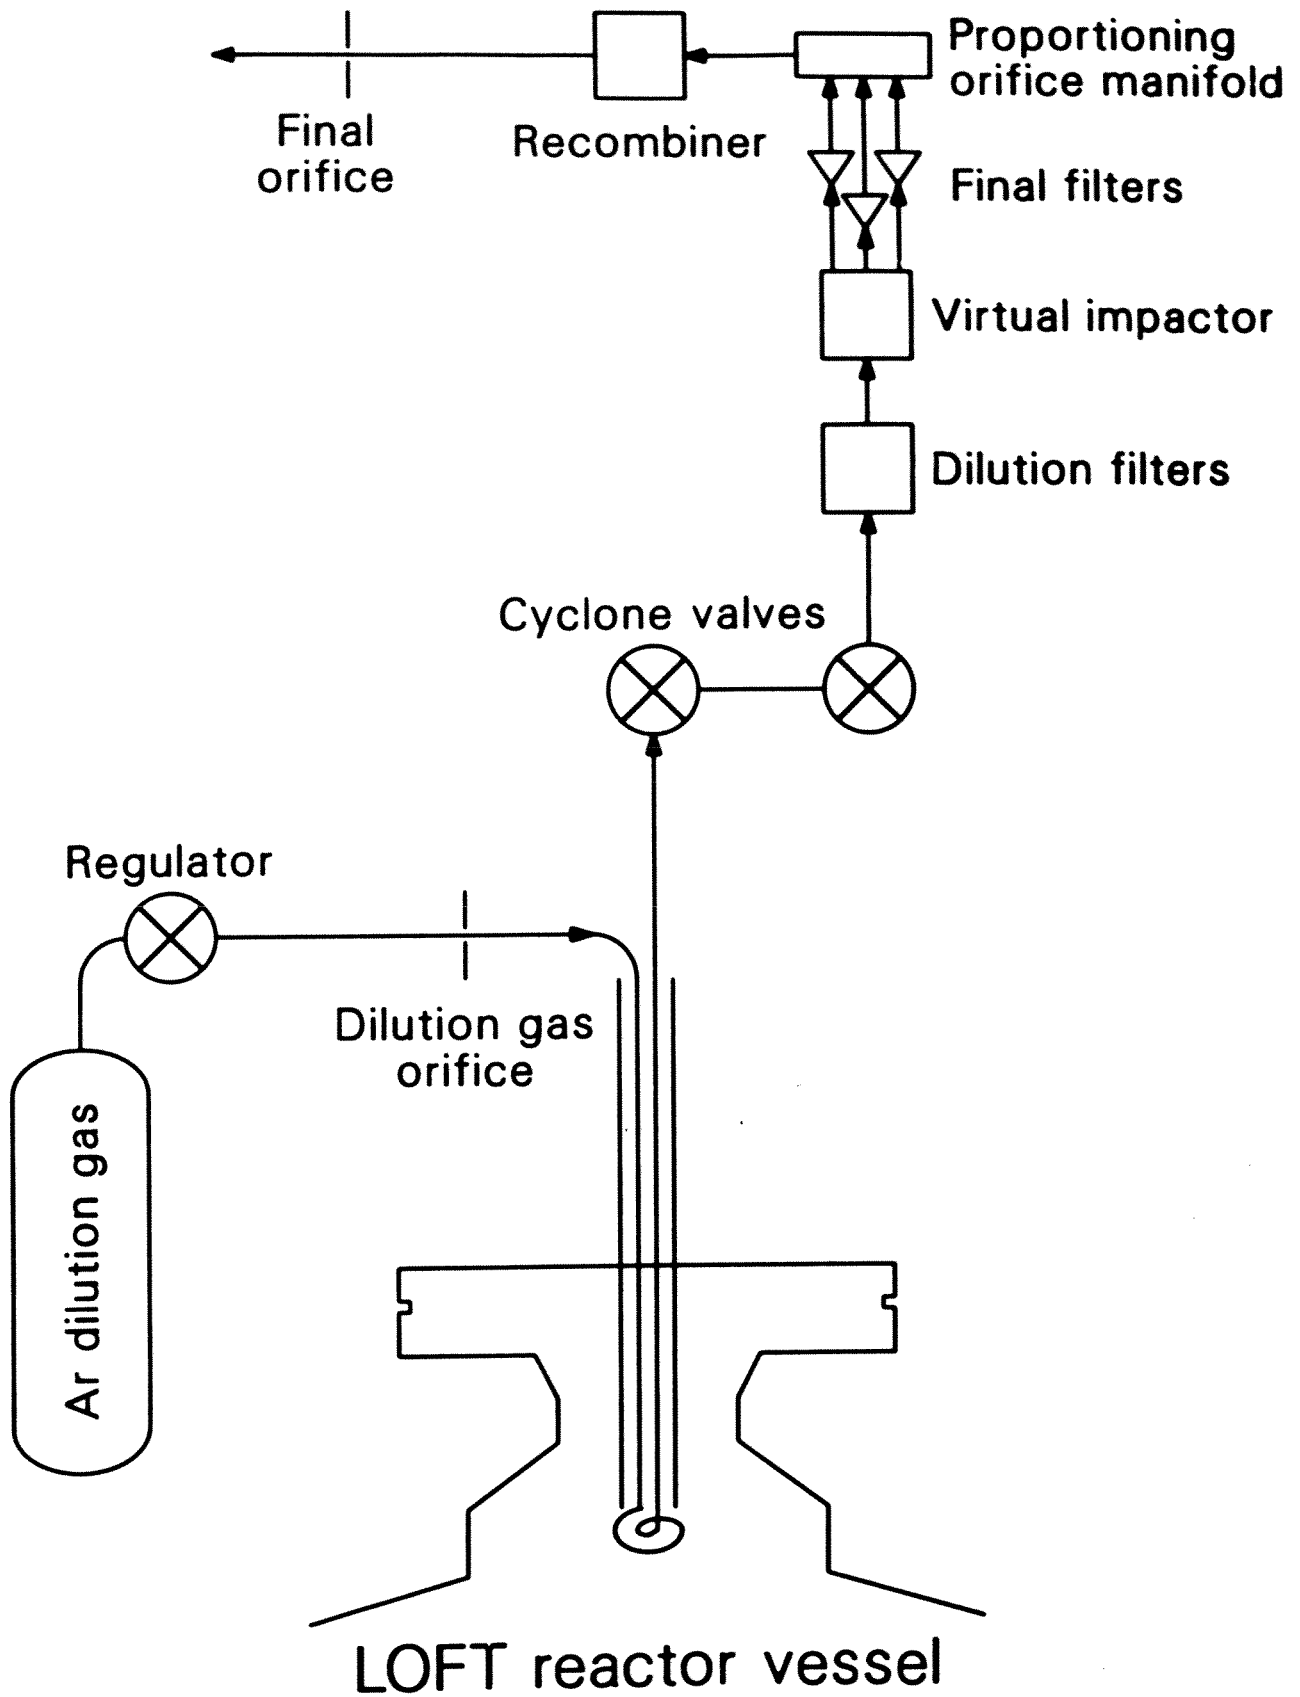 Proportioning
orifice manifold
Final
orifice
Recombiner
Final filters
Virtual impactor
Dilution filters
Cyclone valves
Regulator
Dilution gas
orifice
Ar dilution gas
LOFT reactor vessel